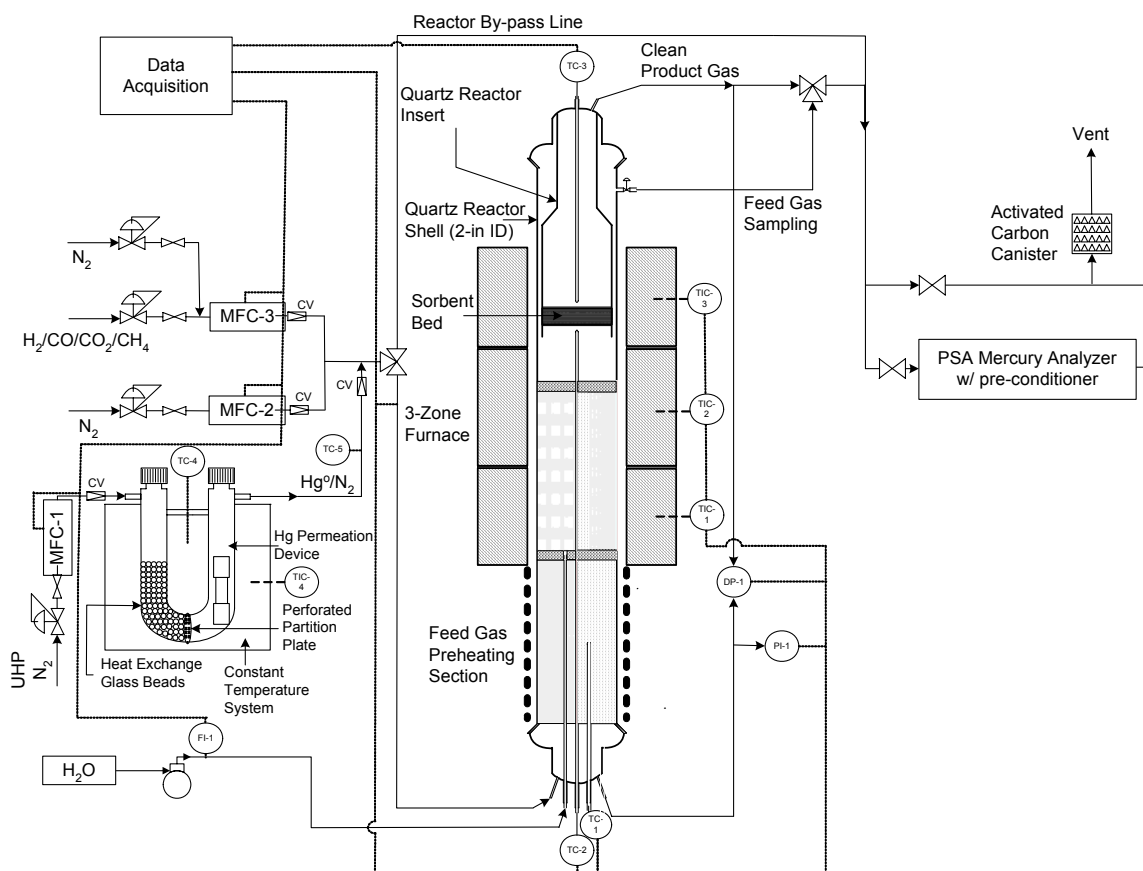 Reactor By-pass Line
Data
Acquisition
TC-3
Clean
Product Gas
Quartz Reactor
Insert
Vent
Quartz Reactor
Shell (2-in ID)
Feed Gas
Sampling
Activated
Carbon
Canister
N₂
MFC-3
CV
H₂/CO/CO₂/CH₄
Sorbent
Bed
TIC-
3
PSA Mercury Analyzer
w/ pre-conditioner
CV
MFC-2
CV
N₂
3-Zone
Furnace
TIC-
2
TC-4
TC-5
Hgº/N₂
CV
MFC-1
TIC-
1
Hg Permeation
Device
TIC-
4
DP-1
Perforated
Partition
Plate
Feed Gas
Preheating
Section
PI-1
UHP
N₂
Heat Exchange
Glass Beads
Constant
Temperature
System
FI-1
H₂O
TC-
1
TC-2